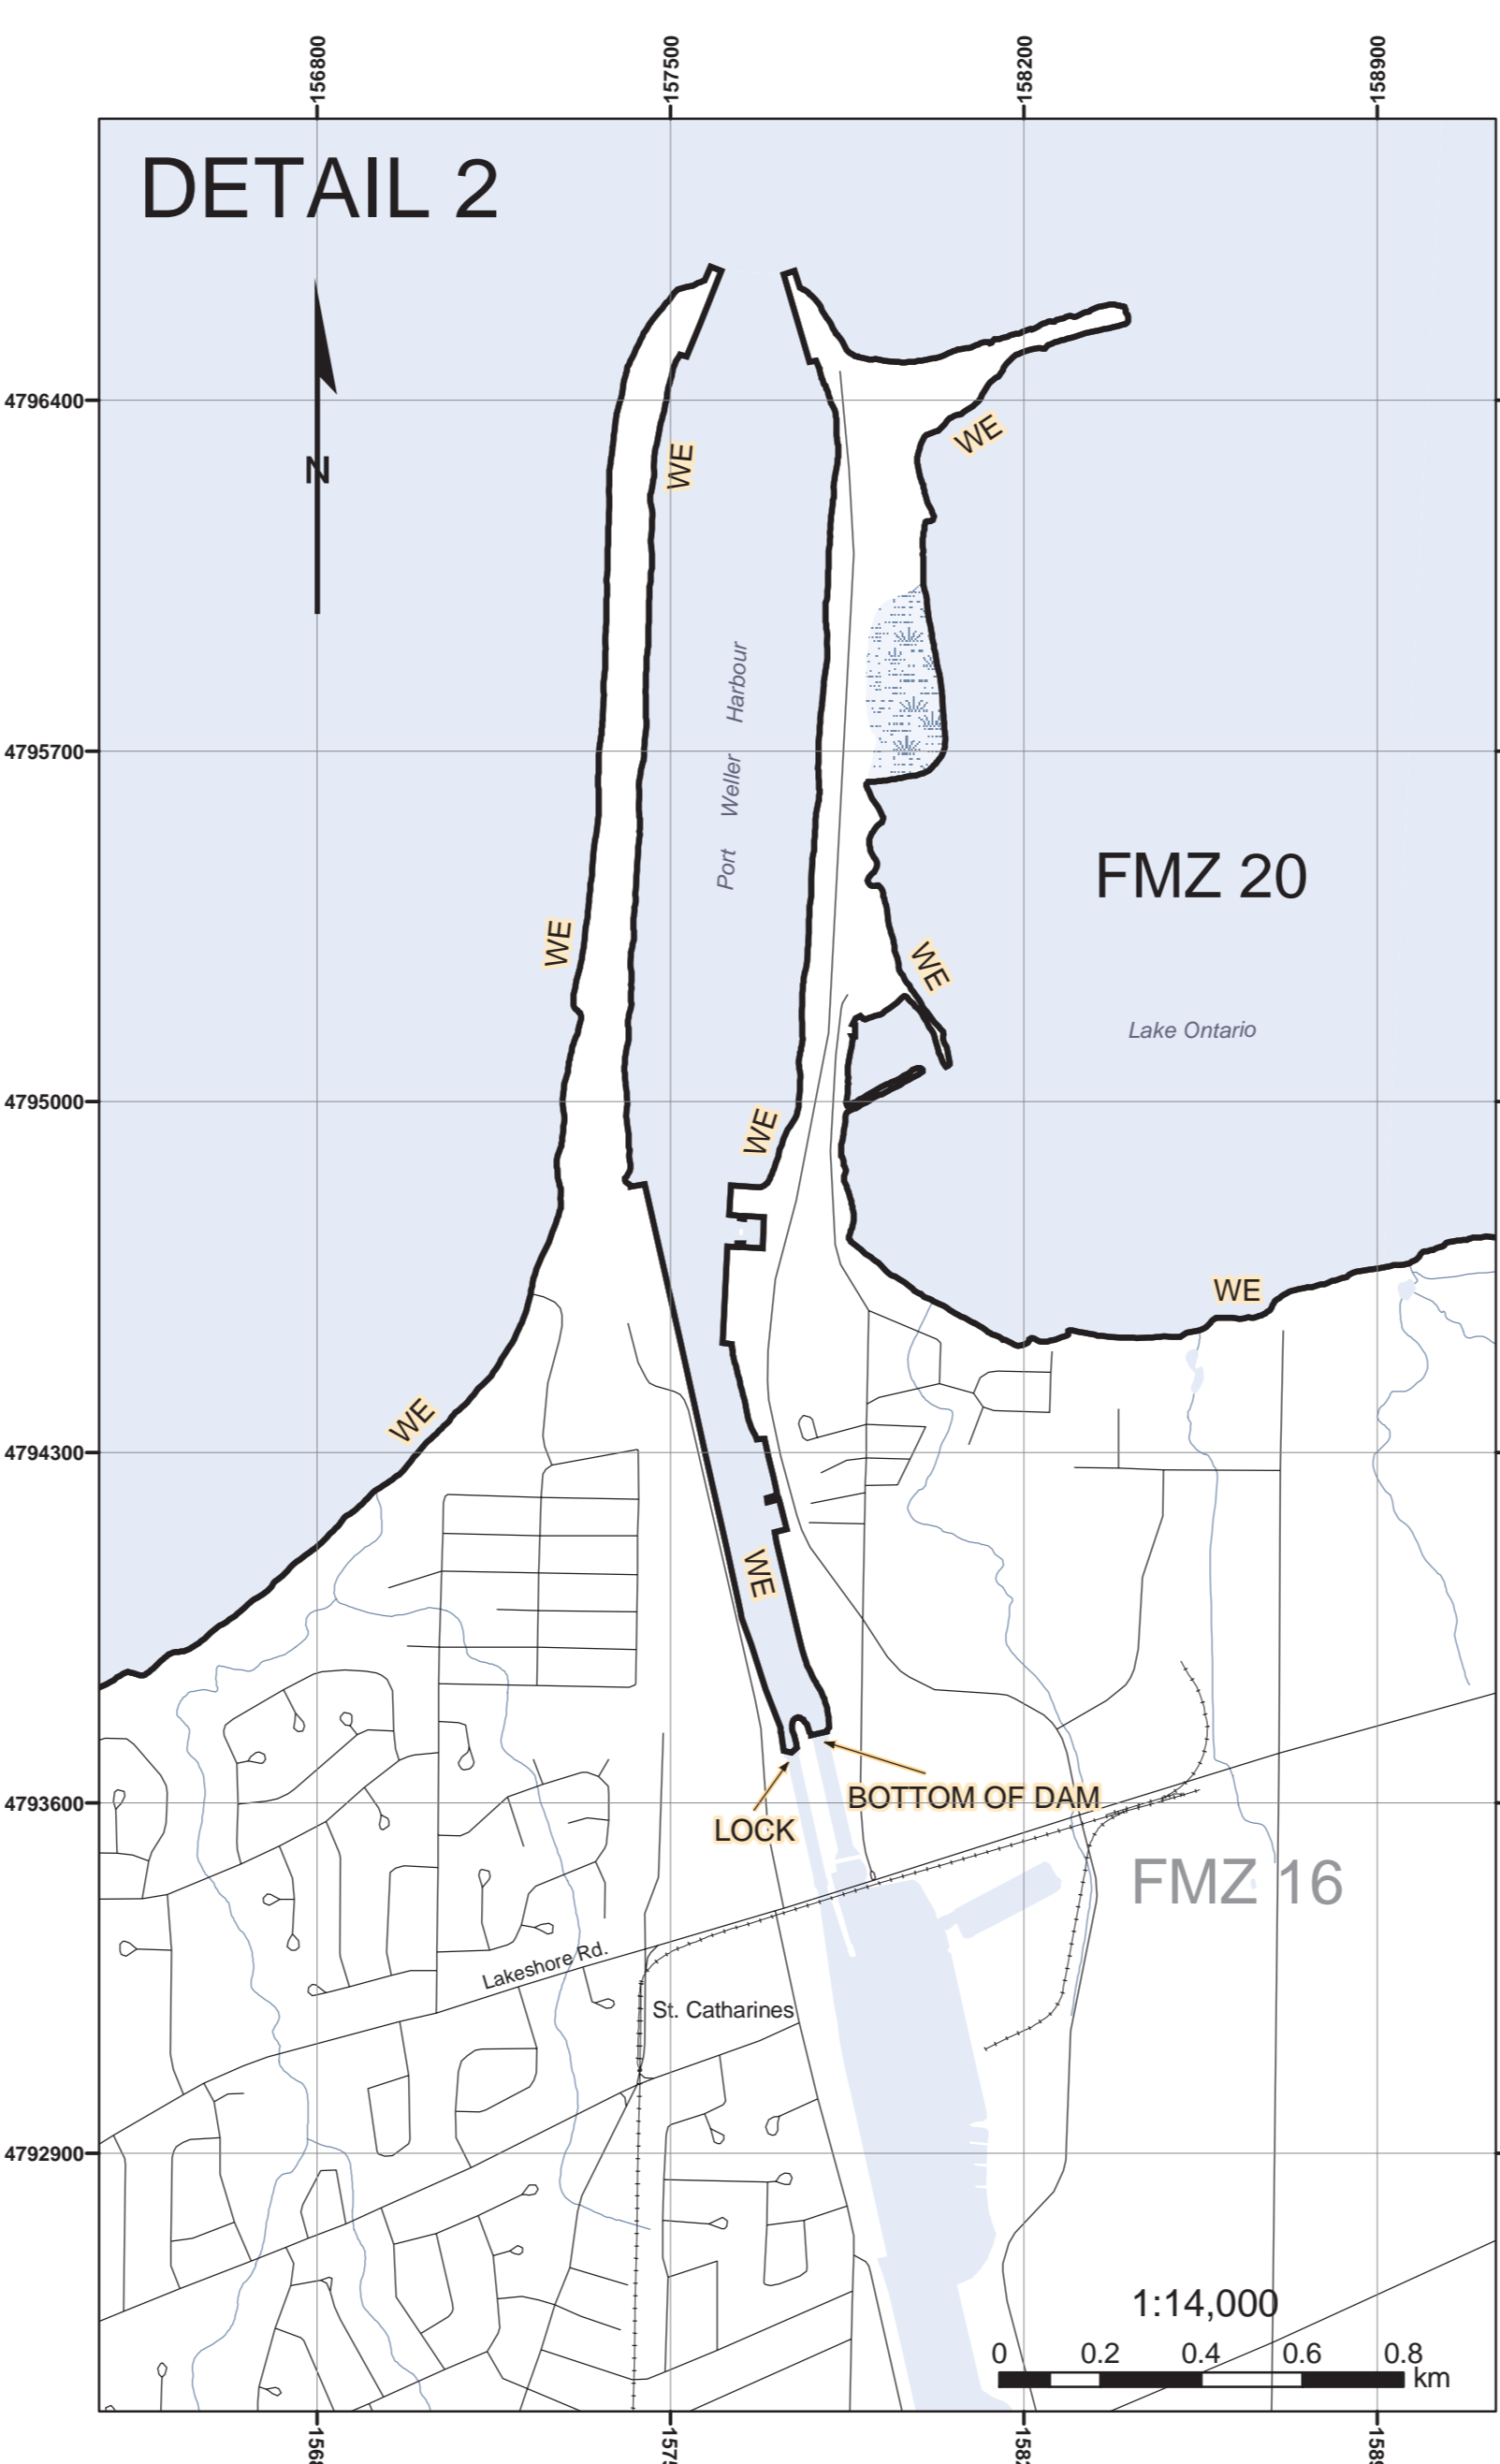 156800
157500
158200
158900
DETAIL 2
4796400
N
WE
WE
Port Weller Harbour
4795700
FMZ 20
WE
WE
Lake Ontario
4795000
WE
WE
WE
4794300
WE
BOTTOM OF DAM
4793600
LOCK
FMZ 16
Lakeshore Rd.
St. Catharines
4792900
1:14,000
0 0.2 0.4 0.6 0.8
km